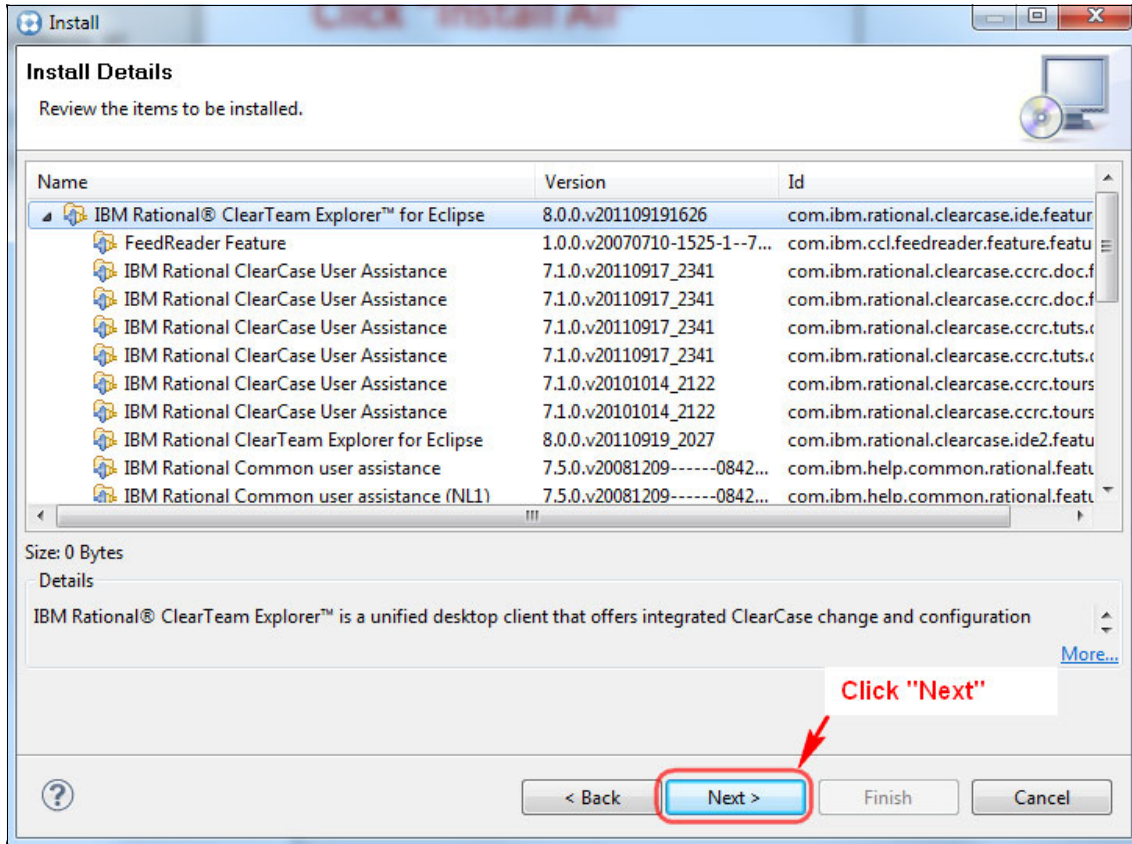 Click "Install All"
Install
Install Details
Review the items to be installed.
Name Version Id
IBM Rational® ClearTeam Explorer™ for Eclipse 8.0.0.v201109191626 com.ibm.rational.clearcase.ide.featur
FeedReader Feature 1.0.0.v20070710-1525-1--7... com.ibm.ccl.feedreader.feature.featu
IBM Rational ClearCase User Assistance 7.1.0.v20110917_2341 com.ibm.rational.clearcase.ccrc.doc.f
IBM Rational ClearCase User Assistance 7.1.0.v20110917_2341 com.ibm.rational.clearcase.ccrc.doc.f
IBM Rational ClearCase User Assistance 7.1.0.v20110917_2341 com.ibm.rational.clearcase.ccrc.tuts.c
IBM Rational ClearCase User Assistance 7.1.0.v20110917_2341 com.ibm.rational.clearcase.ccrc.tuts.c
IBM Rational ClearCase User Assistance 7.1.0.v20101014_2122 com.ibm.rational.clearcase.ccrc.tours
IBM Rational ClearCase User Assistance 7.1.0.v20101014_2122 com.ibm.rational.clearcase.ccrc.tours
IBM Rational ClearTeam Explorer for Eclipse 8.0.0.v20110919_2027 com.ibm.rational.clearcase.ide2.featu
IBM Rational Common user assistance 7.5.0.v20081209------0842... com.ibm.help.common.rational.featu
IBM Rational Common user assistance (NL1) 7.5.0.v20081209------0842... com.ibm.help.common.rational.featu
Size: 0 Bytes
Details
IBM Rational® ClearTeam Explorer™ is a unified desktop client that offers integrated ClearCase change and configuration
More...
Click "Next"
< Back Next > Finish Cancel